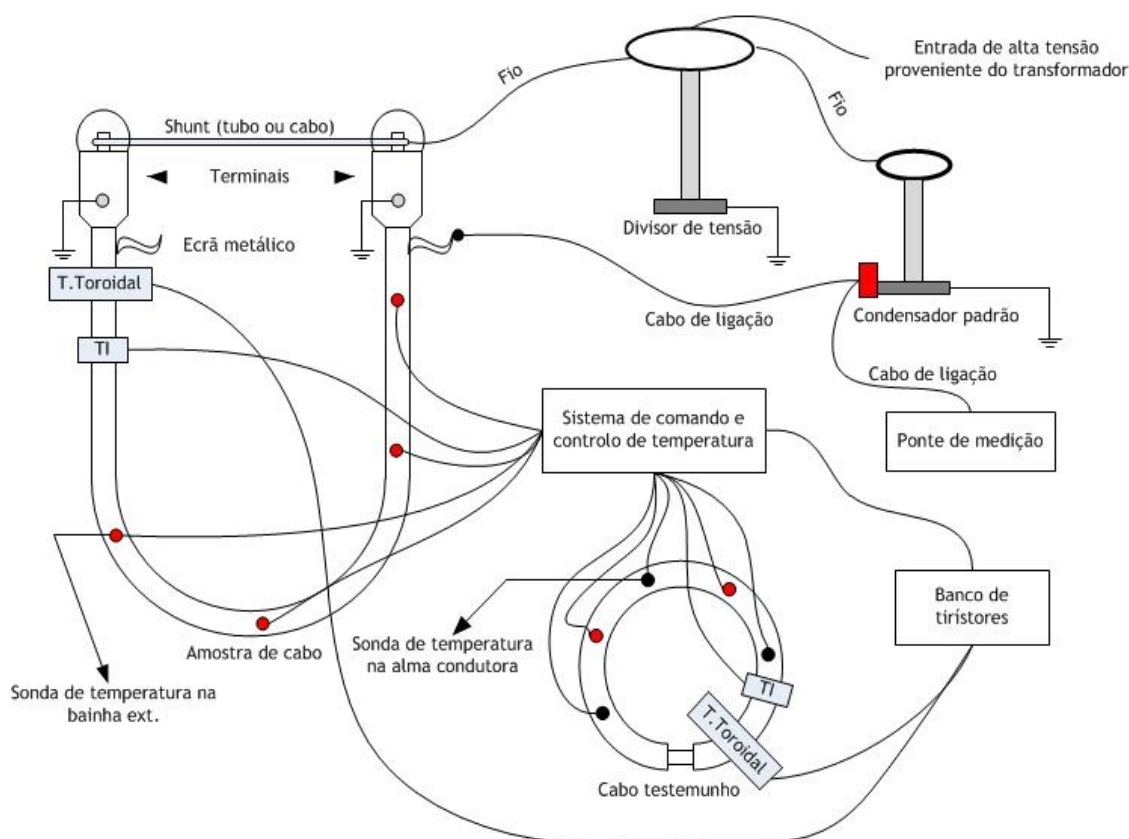 Entrada de alta tensão
proveniente do transformador
Fio
Fio
Shunt (tubo ou cabo)
Terminais
Ecrã metálico
Divisor de tensão
T.Toroidal
Cabo de ligação
Condensador padrão
TI
Cabo de ligação
Sistema de comando e
controlo de temperatura
Ponte de medição
Banco de
tirístores
Amostra de cabo
Sonda de temperatura
na alma condutora
Sonda de temperatura na
bainha ext.
TI
T.Toroidal
Cabo testemunho